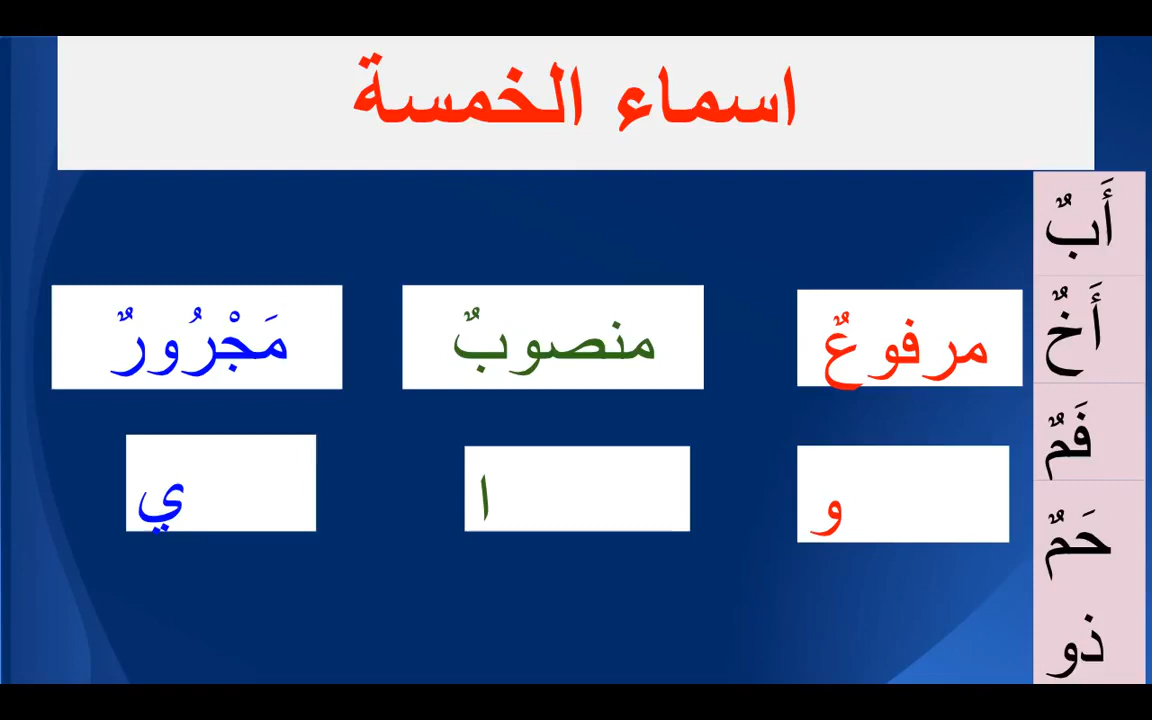 اسماء الخمسة
أَبٌ
أَخٌ
فَمٌ
حَمٌ
ذو
مرفوعٌ
منصوبٌ
مَجْرُورٌ
و
ا
ي